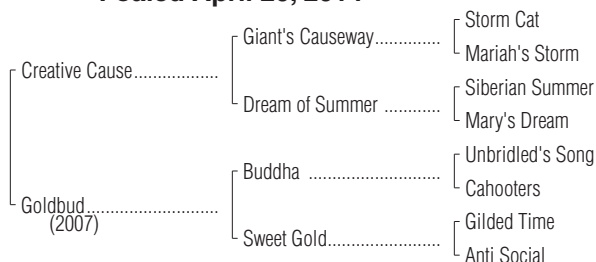 Foaled April
Storm Cat
Giant's Causeway..............
Mariah's Storm
Creative Cause..................
Siberian Summer
Dream of Summer ............
Mary's Dream
Unbridled's Song
Buddha ............................
Cahooters
Goldbud............................
(2007)
Gilded Time
Sweet Gold........................
Anti Social